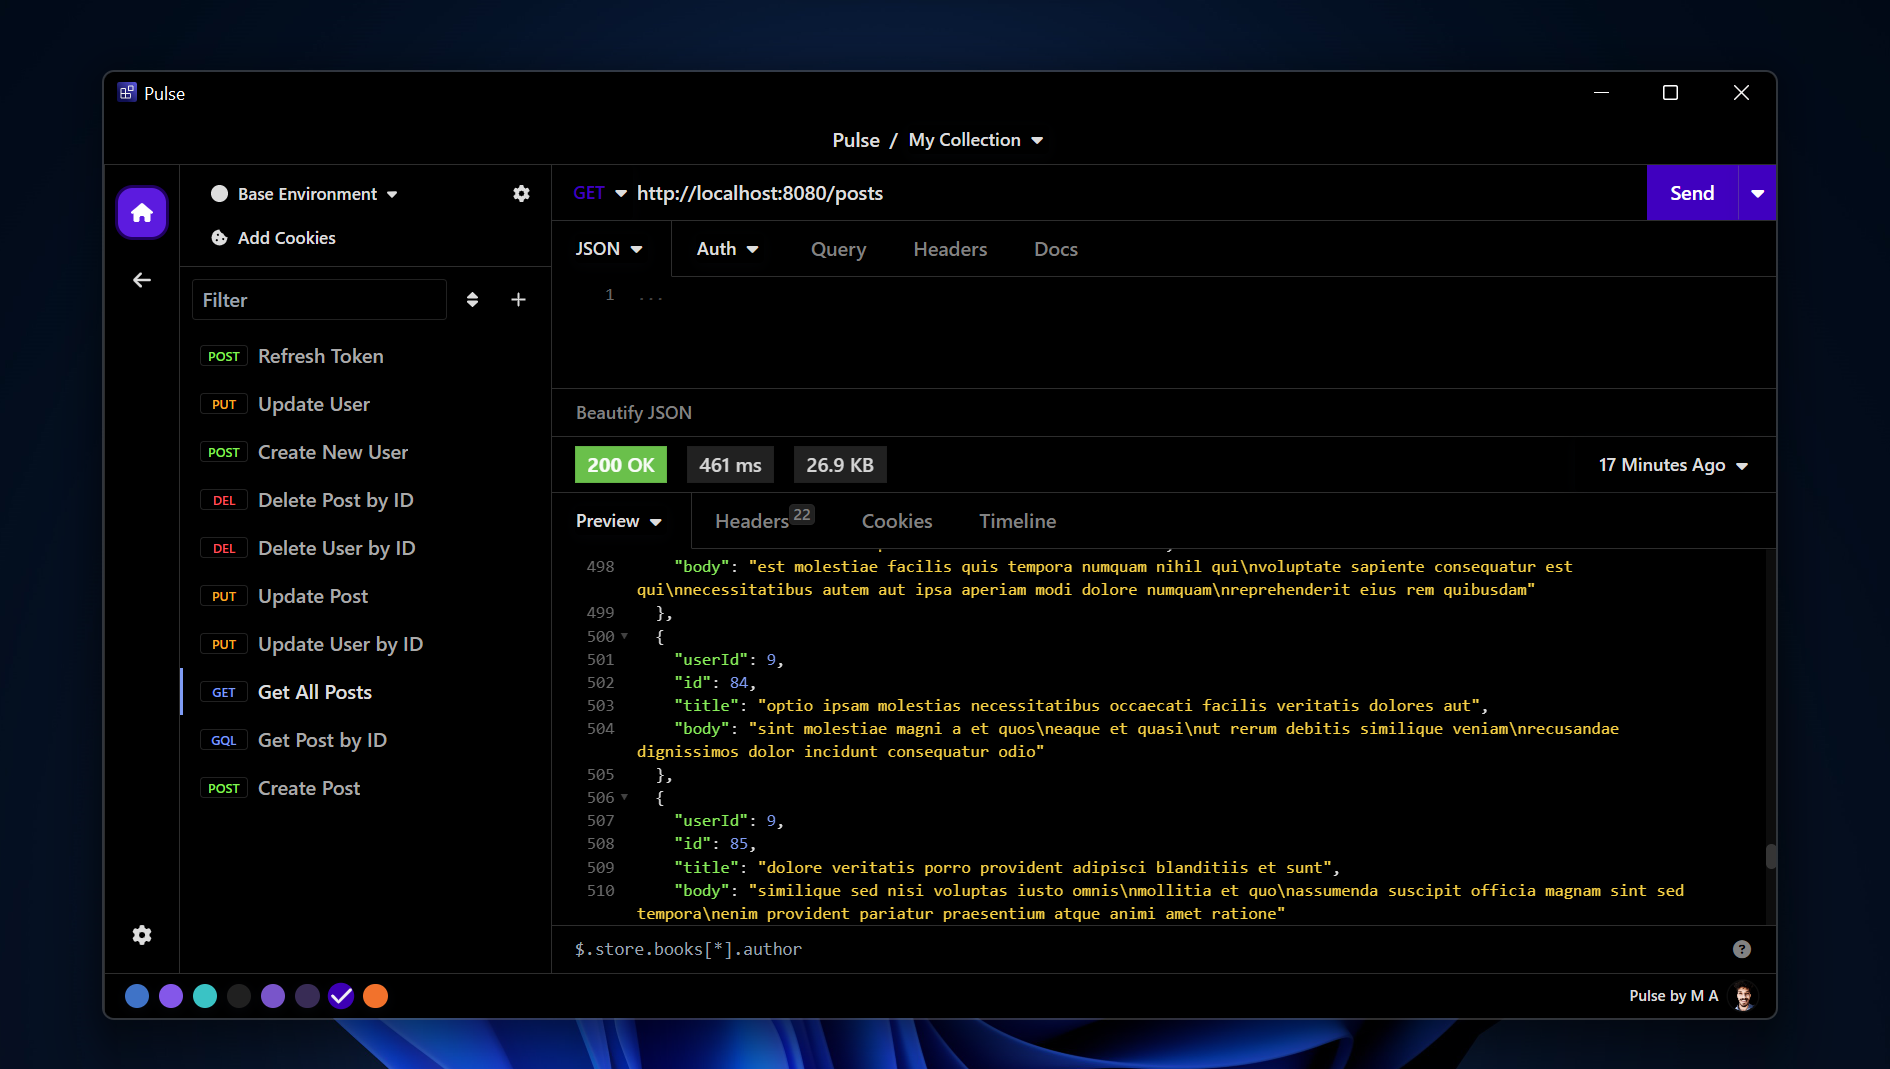 Pulse
Pulse / My Collection
Base Environment
Add Cookies
Filter
POST Refresh Token
PUT Update User
POST Create New User
DEL Delete Post by ID
DEL Delete User by ID
PUT Update Post
PUT Update User by ID
GET Get All Posts
GQL Get Post by ID
POST Create Post
GET http://localhost:8080/posts
Send
JSON Auth Query Headers Docs
1 ...
Beautify JSON
200 OK 461 ms 26.9 KB 17 Minutes Ago
Preview Headers 22 Cookies Timeline
498 "body": "est molestiae facilis quis tempora numquam nihil qui\nvoluptate sapiente consequatur est
qui\nnecessitatibus autem aut ipsa aperiam modi dolore numquam\nreprehenderit eius rem quibusdam"
499 },
500 {
501 "userId": 9,
502 "id": 84,
503 "title": "optio ipsam molestias necessitatibus occaecati facilis veritatis dolores aut",
504 "body": "sint molestiae magni a et quos\neaque et quasi\nut rerum debitis similique veniam\nrecusandae
dignissimos dolor incidunt consequatur odio"
505 },
506 {
507 "userId": 9,
508 "id": 85,
509 "title": "dolore veritatis porro provident adipisci blanditiis et sunt",
510 "body": "similique sed nisi voluptas iusto omnis\nmollitia et quo\nassumenda suscipit officia magnam sint sed
tempora\nenim provident pariatur praesentium atque animi amet ratione"
$.store.books[*].author
?
Pulse by M A